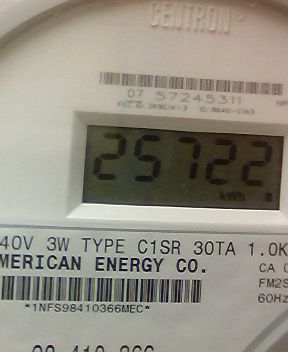 CENTRON®
07 57245311
25722
kWh
40V 3W TYPE C1SR 30TA 1.0K
MERICAN ENERGY CO.
CA
FM2S
60Hz
*1NFS98410366MEC*